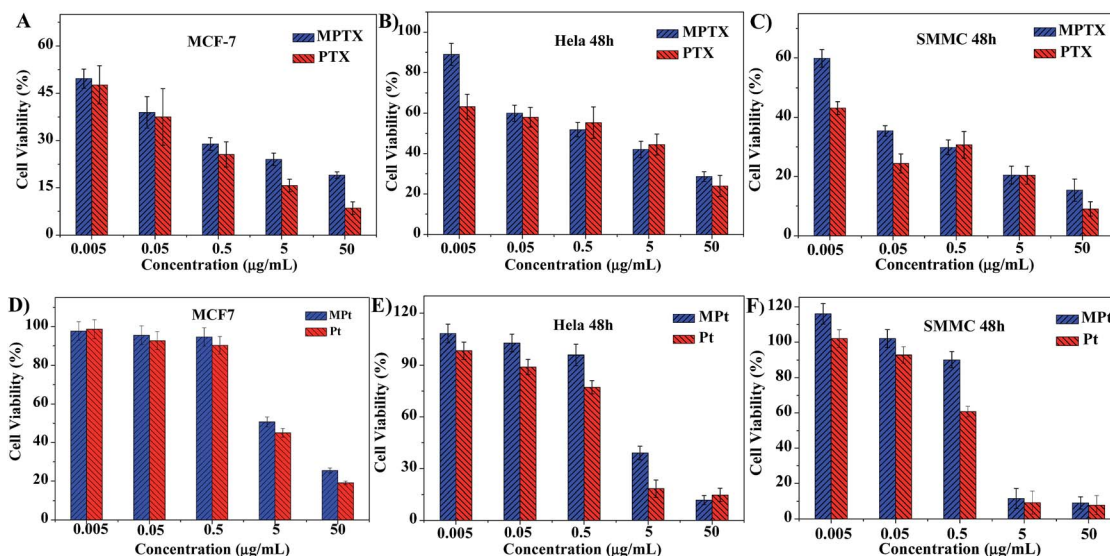 A
MCF-7
MPTX
PTX
Cell Viability (%)
60
45
30
15
0
0.005 0.05 0.5 5 50
Concentration (μg/mL)
B)
Hela 48h
MPTX
PTX
Cell Viability (%)
100
80
60
40
20
0
0.005 0.05 0.5 5 50
Concentration (μg/mL)
C)
SMMC 48h
MPTX
PTX
Cell Viability (%)
60
40
20
0
0.005 0.05 0.5 5 50
Concentration (μg/mL)
D)
MCF7
MPt
Pt
Cell Viability (%)
100
80
60
40
20
0
0.005 0.05 0.5 5 50
Concentration (μg/mL)
E)
Hela 48h
MPt
Pt
Cell Viability (%)
120
90
60
30
0
0.005 0.05 0.5 5 50
Concentration (μg/mL)
F)
SMMC 48h
MPt
Pt
Cell Viability (%)
120
100
80
60
40
20
0
0.005 0.05 0.5 5 50
Concentration (μg/mL)